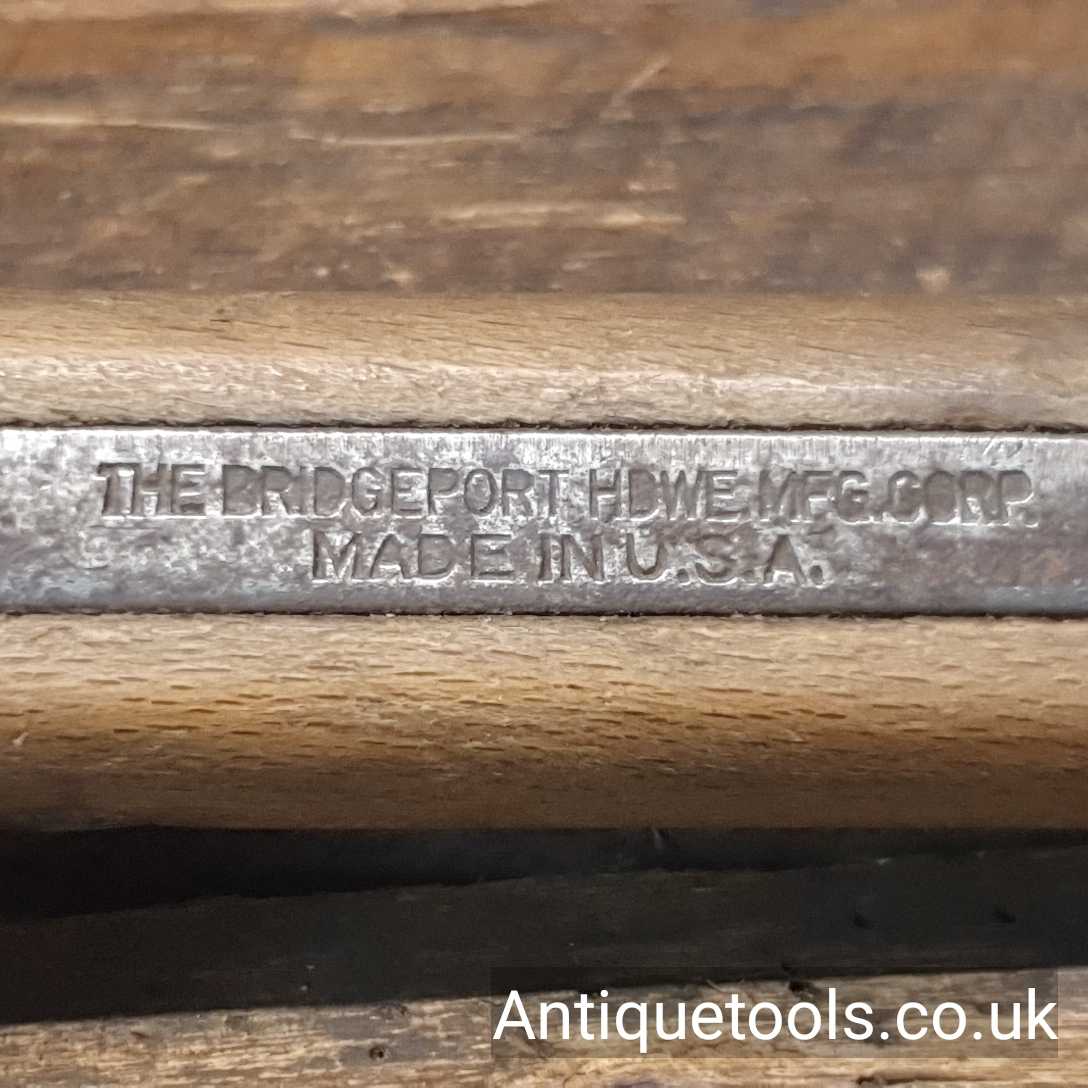 THE BRIDGEPORT HDWE.MFG.CORP.
MADE IN U.S.A.
Antiquetools.co.uk